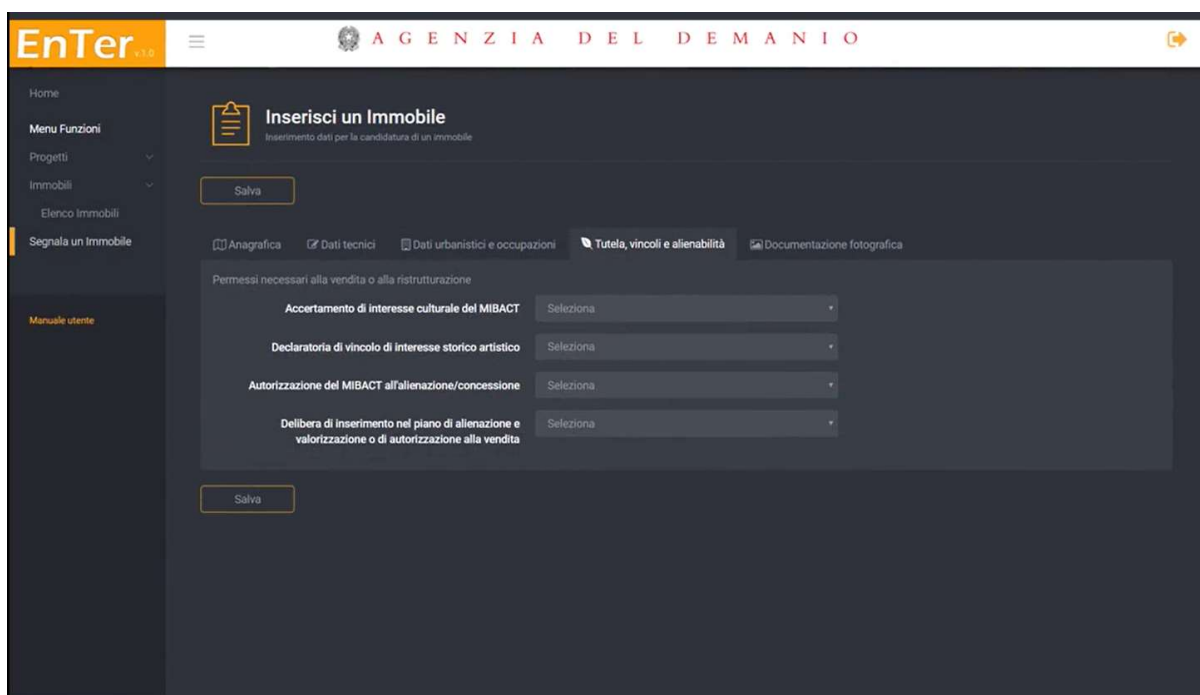 EnTer v.1.0
AGENZIA DEL DEMANIO
Home
Menu Funzioni
Progetti
Immobili
Elenco Immobili
Segnala un Immobile
Manuale utente
Inserisci un Immobile
Inserimento dati per la candidatura di un immobile
Salva
Anagrafica Dati tecnici Dati urbanistici e occupazioni Tutela, vincoli e alienabilità Documentazione fotografica
Permessi necessari alla vendita o alla ristrutturazione
Accertamento di interesse culturale del MIBACT Seleziona
Declaratoria di vincolo di interesse storico artistico Seleziona
Autorizzazione del MIBACT all'alienazione/concessione Seleziona
Delibera di inserimento nel piano di alienazione e Seleziona
valorizzazione o di autorizzazione alla vendita
Salva